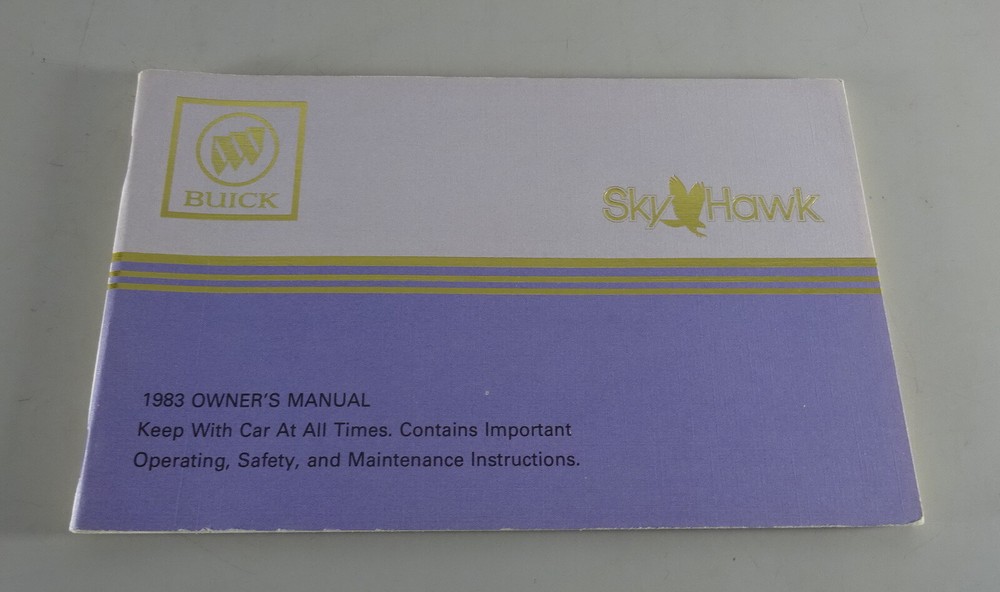 BUICK
SkyHawk
1983 OWNER'S MANUAL
Keep With Car At All Times. Contains Important
Operating, Safety, and Maintenance Instructions.